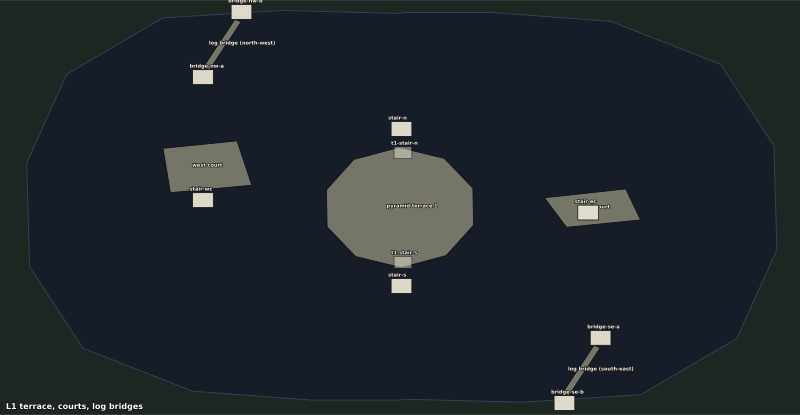 bridge-nw-b
log bridge (north-west)
bridge-nw-a
stair-n
t1-stair-n
west court
stair-wc
stair-ec
pyramid terrace 1
t1-stair-s
stair-s
bridge-se-a
log bridge (south-east)
bridge-se-b
L1 terrace, courts, log bridges